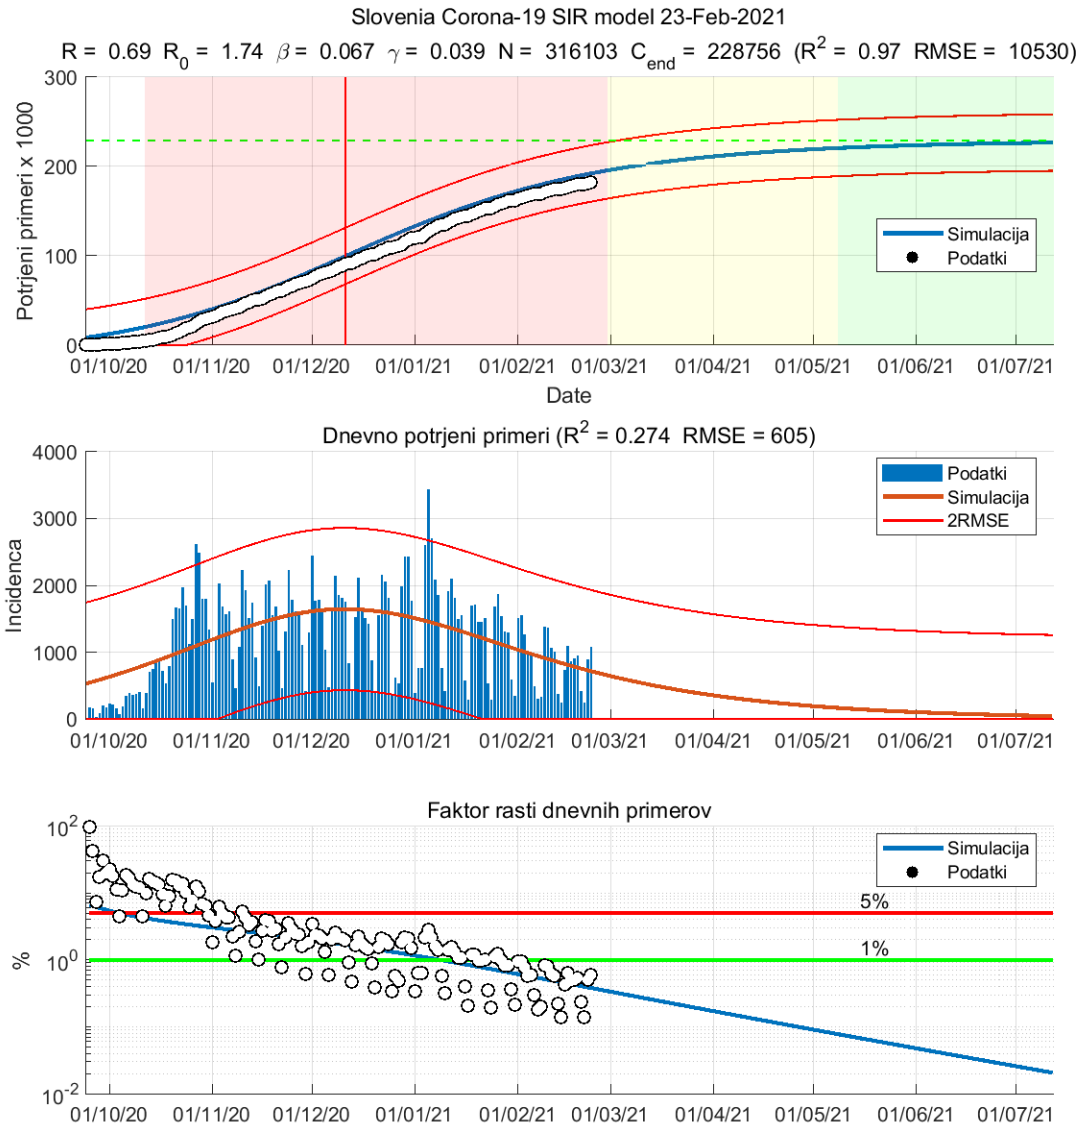 Slovenia Corona-19 SIR model 23-Feb-2021
R = 0.69 R0 = 1.74 β = 0.067 γ = 0.039 N = 316103 Cend = 228756 (R2 = 0.97 RMSE = 10530)
Potrjeni primeri x 1000
300
200
100
0
Simulacija
Podatki
01/10/20 01/11/20 01/12/20 01/01/21 01/02/21 01/03/21 01/04/21 01/05/21 01/06/21 01/07/21
Date
Dnevno potrjeni primeri (R2 = 0.274 RMSE = 605)
Incidenca
4000
3000
2000
1000
0
Podatki
Simulacija
2RMSE
01/10/20 01/11/20 01/12/20 01/01/21 01/02/21 01/03/21 01/04/21 01/05/21 01/06/21 01/07/21
Faktor rasti dnevnih primerov
%
10^2
10^0
10^-2
Simulacija
Podatki
5%
1%
01/10/20 01/11/20 01/12/20 01/01/21 01/02/21 01/03/21 01/04/21 01/05/21 01/06/21 01/07/21